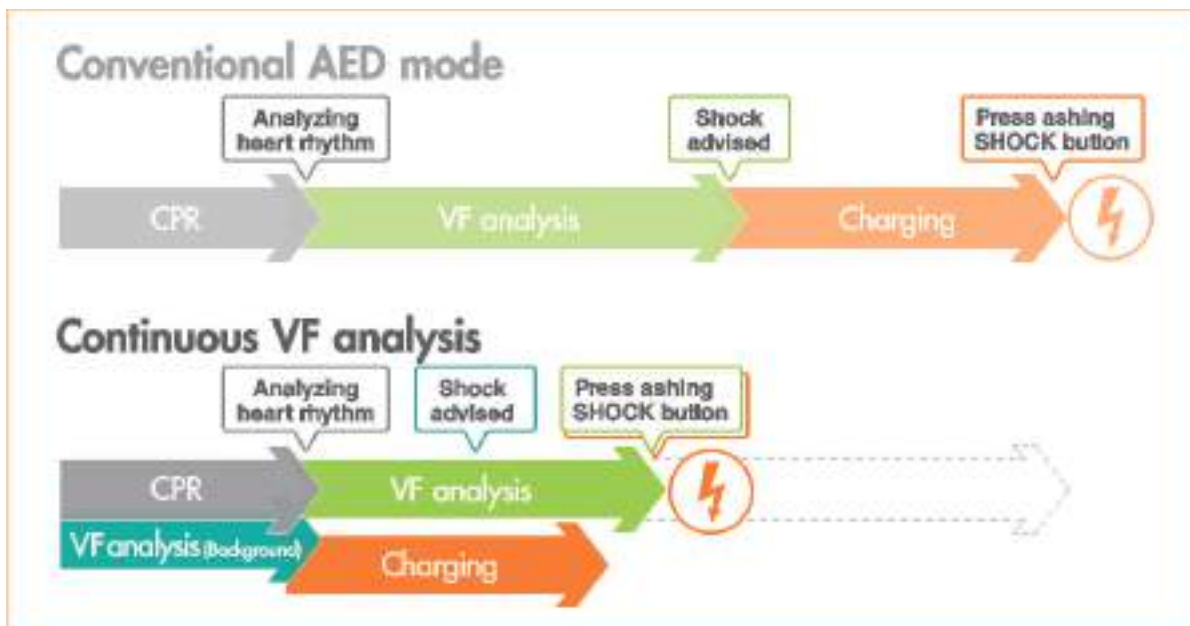 Conventional AED mode
Analyzing
heart rhythm
Shock
advised
Press ashing
SHOCK button
CPR
VF analysis
Charging
Continuous VF analysis
Analyzing
heart rhythm
Shock
advised
Press ashing
SHOCK button
CPR
VF analysis
VF analysis (Background)
Charging